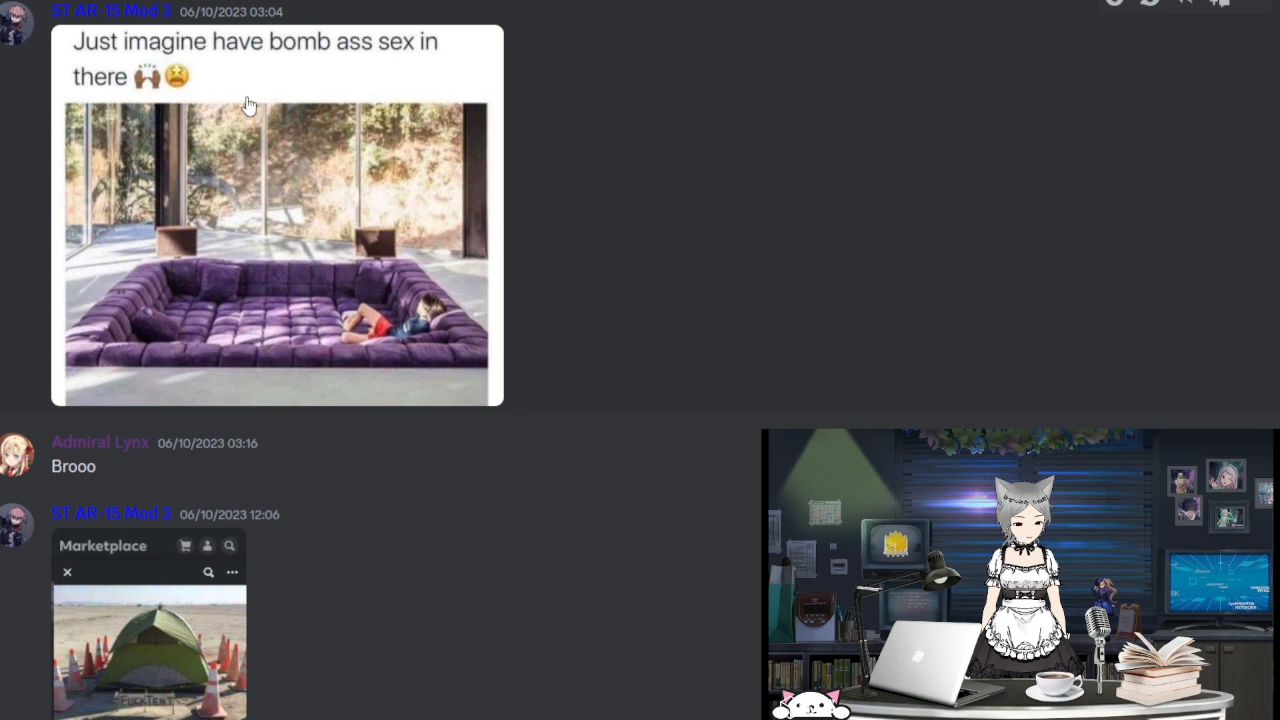 ST AR-15 Mod 3 06/10/2023 03:04
Just imagine have bomb ass sex in
there 🙌🏾😫
Admiral Lynx 06/10/2023 03:16
Brooo
ST AR-15 Mod 3 06/10/2023 12:06
Marketplace
FUCKTENT